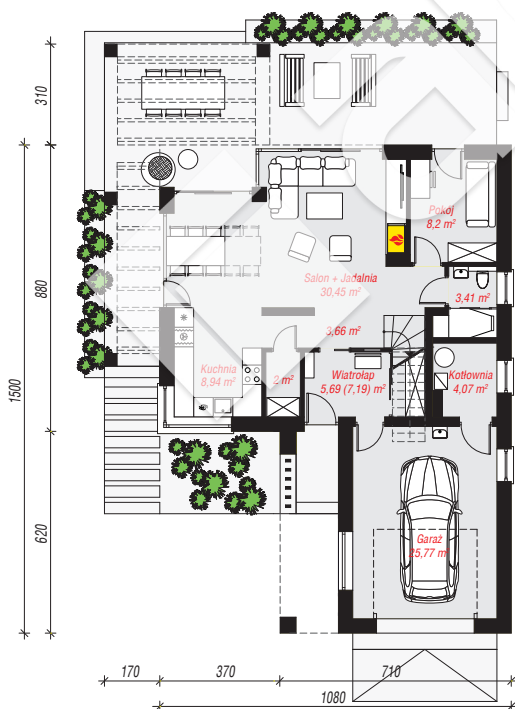 310
Pokój
8,2 m²
Salon + Jadalnia
30,45 m²
3,41 m²
880
3,66 m²
1500
Kuchnia
8,94 m²
2 m²
Wiatrołap
5,69 (7,19) m²
Kotłownia
4,07 m²
620
Garaż
25,77 m²
170
370
710
1080